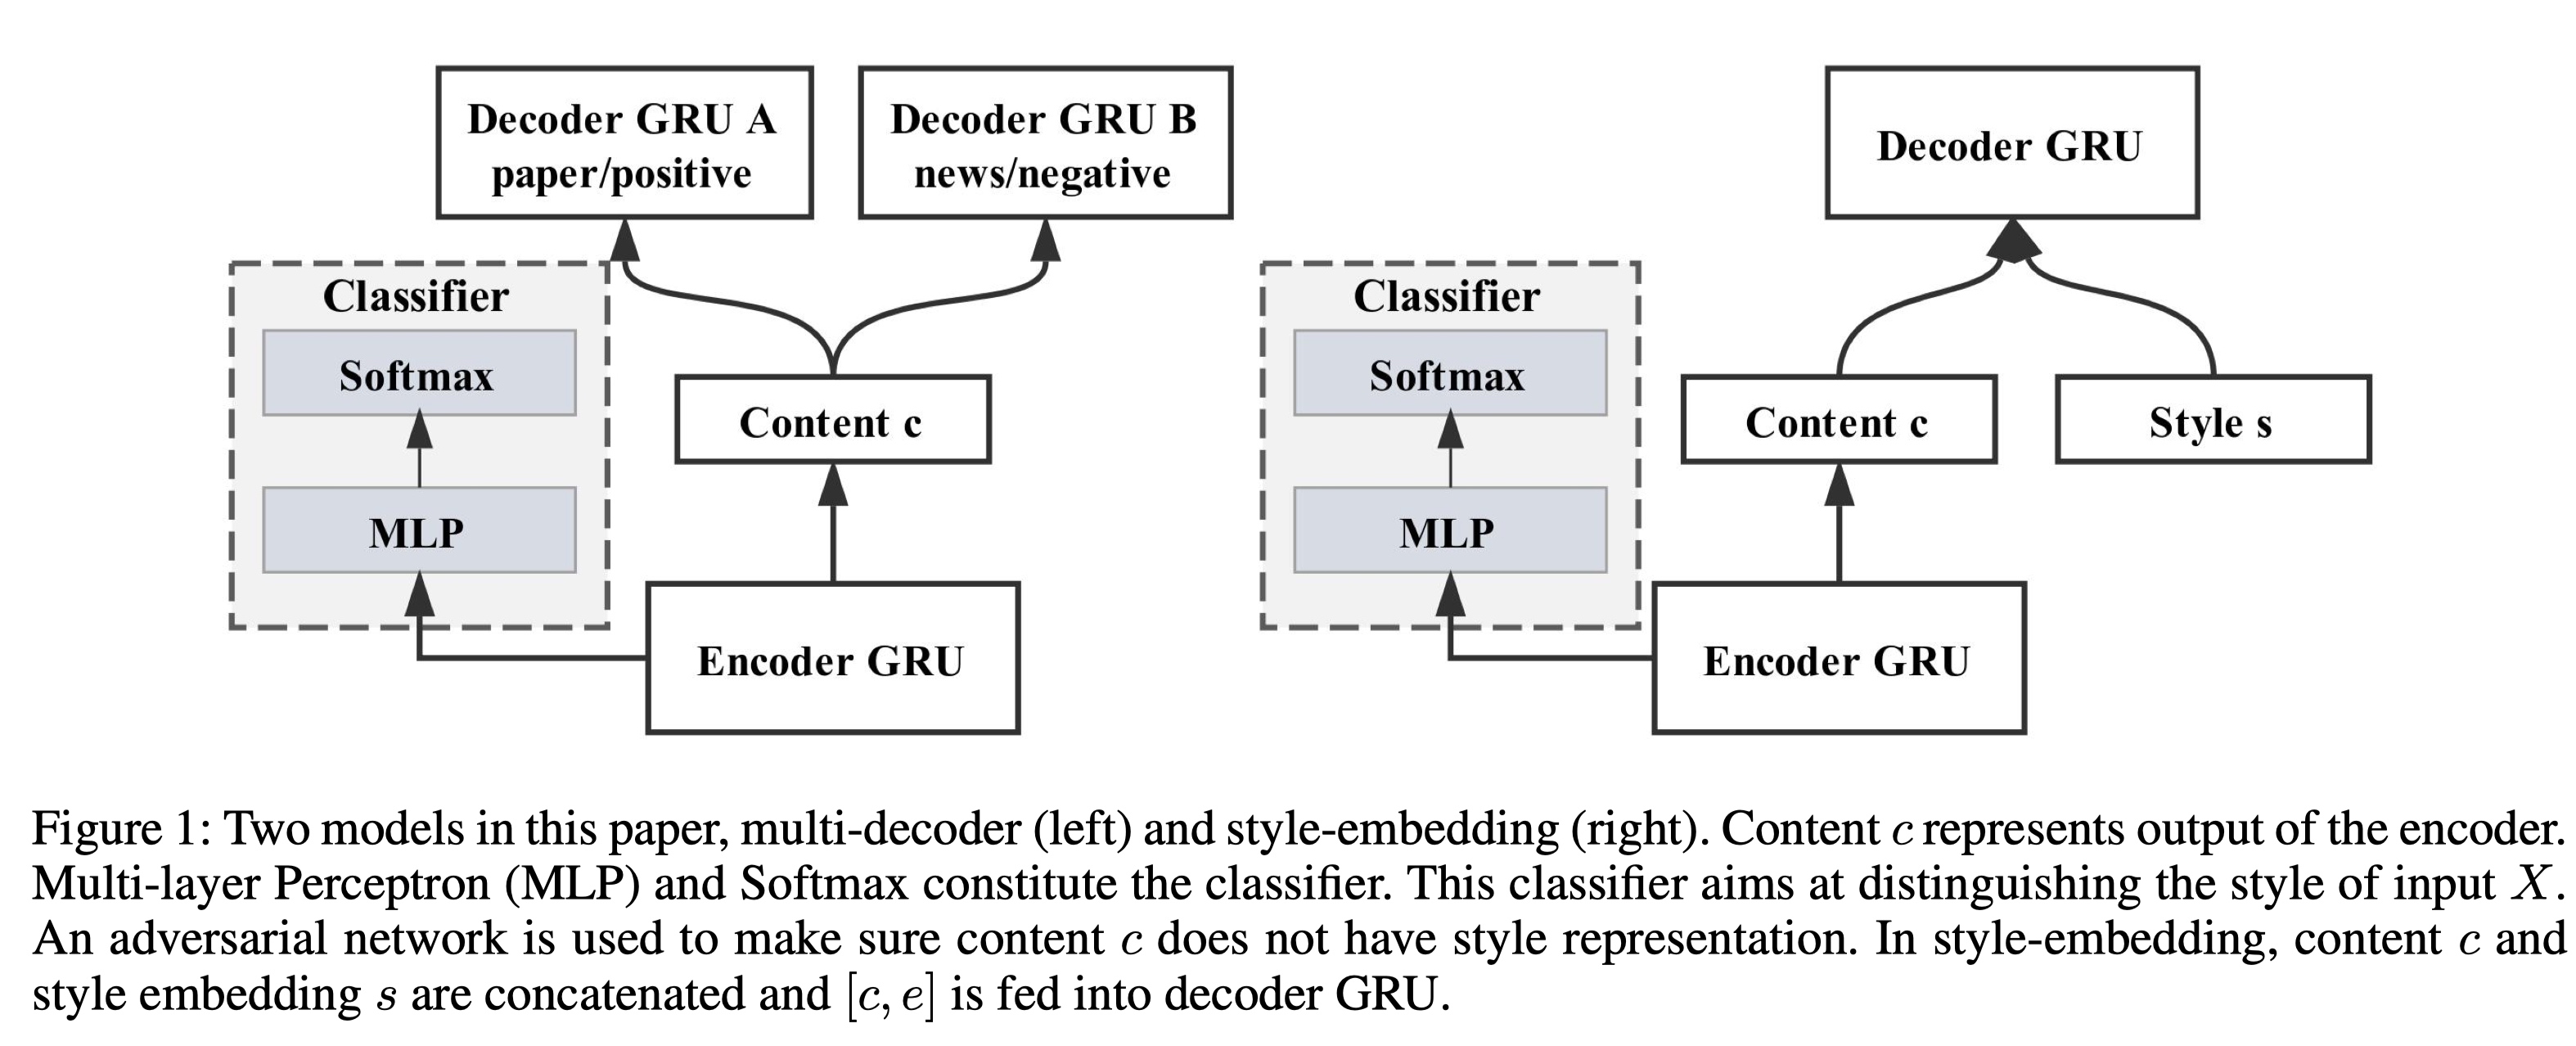 Decoder GRU A
paper/positive
Decoder GRU B
news/negative
Classifier
Softmax
MLP
Content c
Encoder GRU
Decoder GRU
Classifier
Softmax
MLP
Content c
Style s
Encoder GRU
Figure 1: Two models in this paper, multi-decoder (left) and style-embedding (right). Content c represents output of the encoder.
Multi-layer Perceptron (MLP) and Softmax constitute the classifier. This classifier aims at distinguishing the style of input X.
An adversarial network is used to make sure content c does not have style representation. In style-embedding, content c and
style embedding s are concatenated and [c, e] is fed into decoder GRU.